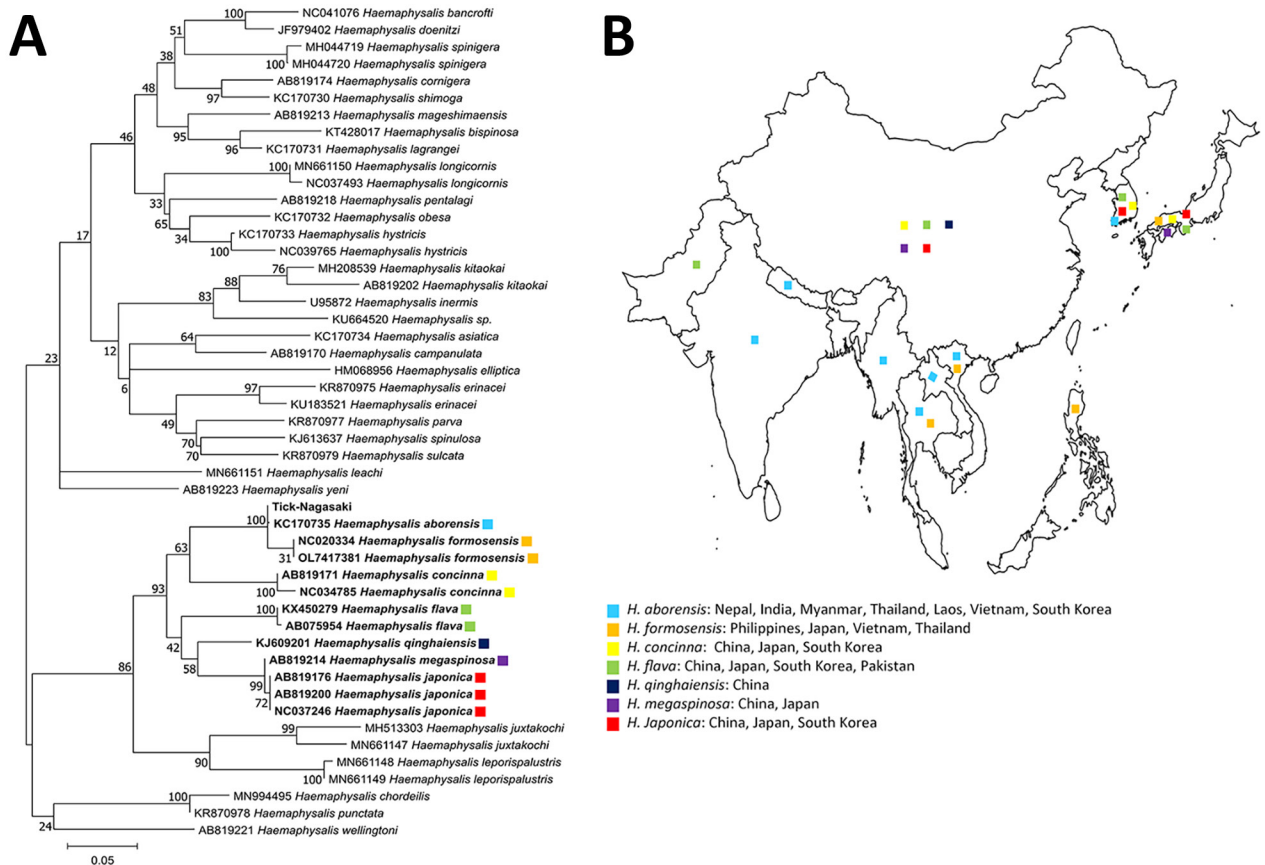 A
100
NC041076 Haemaphysalis bancrofti
51
JF979402 Haemaphysalis doenitzi
38
MH044719 Haemaphysalis spinigera
100
MH044720 Haemaphysalis spinigera
48
AB819174 Haemaphysalis cornigera
97
KC170730 Haemaphysalis shimoga
46
AB819213 Haemaphysalis mageshimaensis
95
KT428017 Haemaphysalis bispinosa
96
KC170731 Haemaphysalis lagrangei
100
MN661150 Haemaphysalis longicornis
NC037493 Haemaphysalis longicornis
33
AB819218 Haemaphysalis pentalagi
65
KC170732 Haemaphysalis obesa
34
KC170733 Haemaphysalis hystricis
100
NC039765 Haemaphysalis hystricis
17
76
MH208539 Haemaphysalis kitaokai
88
AB819202 Haemaphysalis kitaokai
83
U95872 Haemaphysalis inermis
KU664520 Haemaphysalis sp.
12
64
KC170734 Haemaphysalis asiatica
AB819170 Haemaphysalis campanulata
23
6
HM068956 Haemaphysalis elliptica
97
KR870975 Haemaphysalis erinacei
KU183521 Haemaphysalis erinacei
49
KR870977 Haemaphysalis parva
70
KJ613637 Haemaphysalis spinulosa
70
KR870979 Haemaphysalis sulcata
MN661151 Haemaphysalis leachi
AB819223 Haemaphysalis yeni
Tick-Nagasaki
100
KC170735 Haemaphysalis aborensis
63
NC020334 Haemaphysalis formosensis
31
OL7417381 Haemaphysalis formosensis
93
AB819171 Haemaphysalis concinna
100
NC034785 Haemaphysalis concinna
100
KX450279 Haemaphysalis flava
AB075954 Haemaphysalis flava
42
KJ609201 Haemaphysalis qinghaiensis
58
AB819214 Haemaphysalis megaspinosa
86
99
AB819176 Haemaphysalis japonica
AB819200 Haemaphysalis japonica
72
NC037246 Haemaphysalis japonica
99
MH513303 Haemaphysalis juxtakochi
MN661147 Haemaphysalis juxtakochi
90
MN661148 Haemaphysalis leporispalustris
100
MN661149 Haemaphysalis leporispalustris
100
MN994495 Haemaphysalis chordeilis
KR870978 Haemaphysalis punctata
24
AB819221 Haemaphysalis wellingtoni
0.05
B
H. aborensis: Nepal, India, Myanmar, Thailand, Laos, Vietnam, South Korea
H. formosensis: Philippines, Japan, Vietnam, Thailand
H. concinna: China, Japan, South Korea
H. flava: China, Japan, South Korea, Pakistan
H. qinghaiensis: China
H. megaspinosa: China, Japan
H. Japonica: China, Japan, South Korea